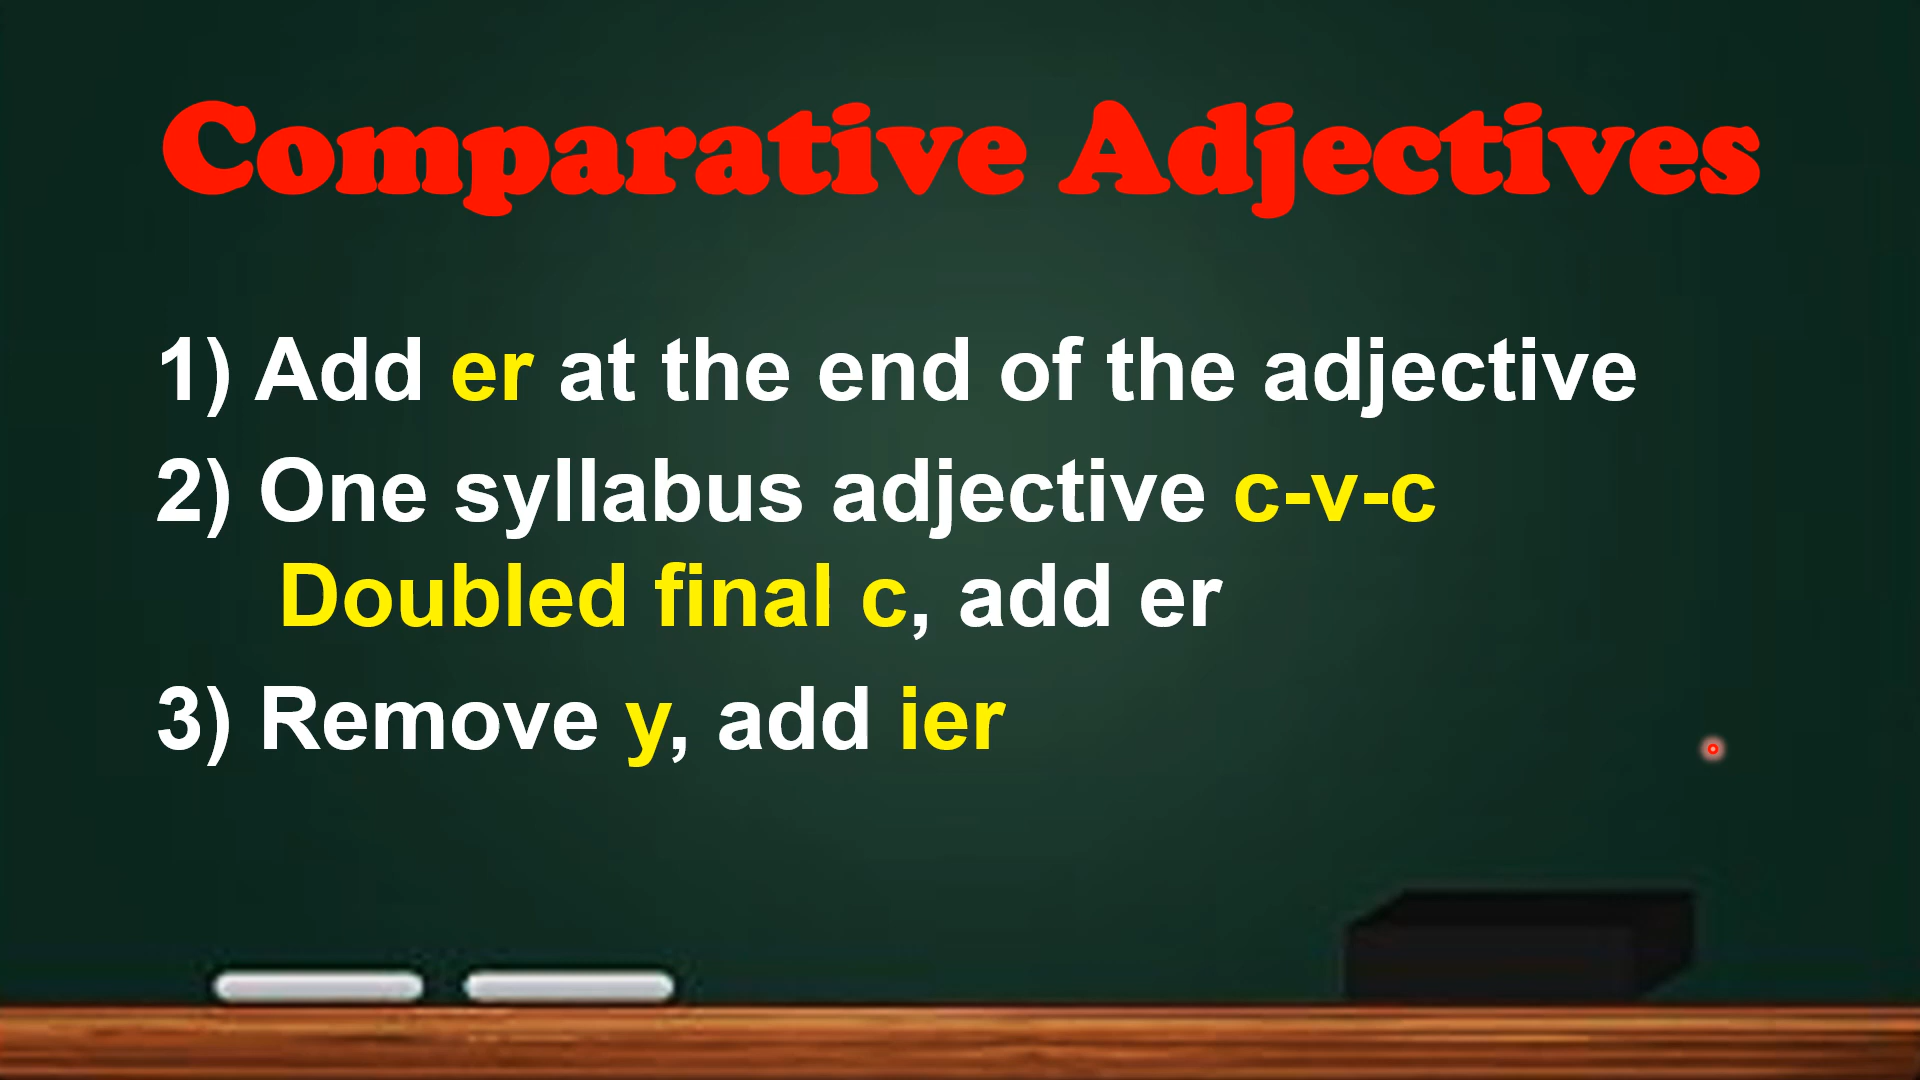 Comparative Adjectives
1) Add er at the end of the adjective
2) One syllabus adjective c-v-c
Doubled final c, add er
3) Remove y, add ier